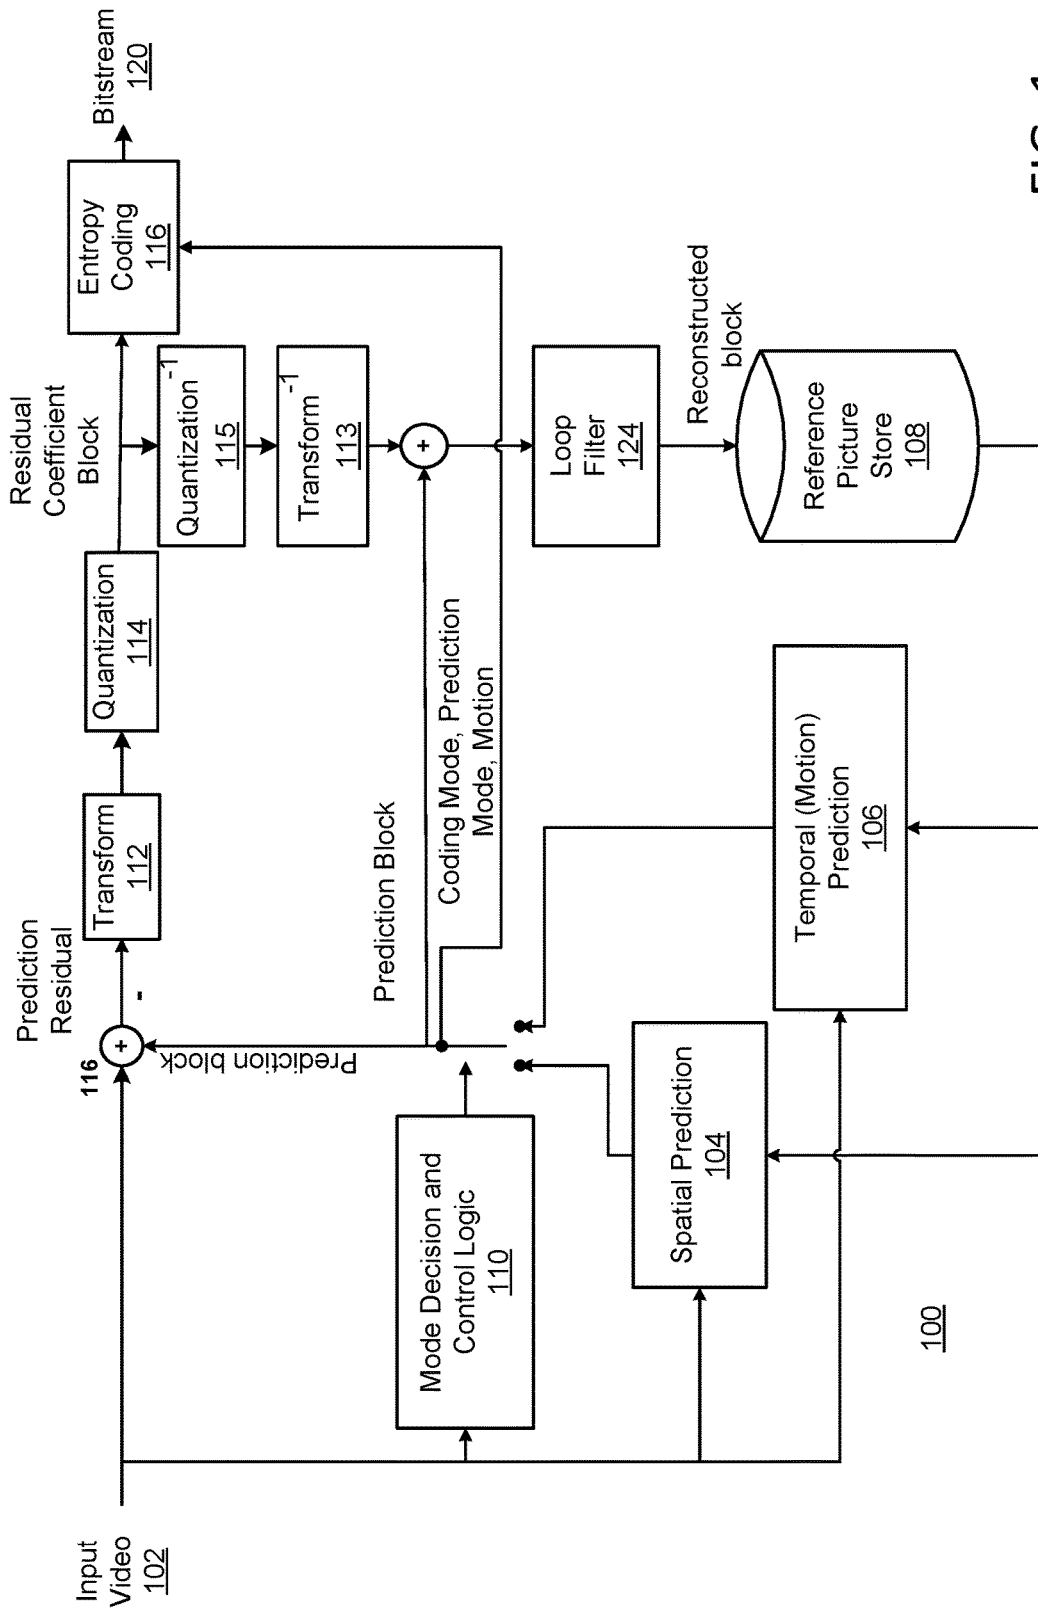 Input
Video
102
116
+
-
Prediction
Residual
Transform
112
Quantization
114
Residual
Coefficient
Block
Entropy
Coding
116
Bitstream
120
Quantization-1
115
Transform-1
113
+
Prediction block
Prediction Block
Coding Mode, Prediction
Mode, Motion
Mode Decision and
Control Logic
110
Loop
Filter
124
Reconstructed
block
Spatial Prediction
104
Temporal (Motion)
Prediction
106
Reference
Picture
Store
108
100